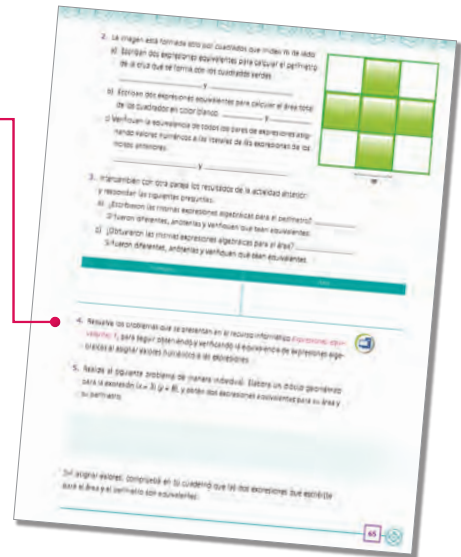 2. La imagen está formada solo por cuadrados que miden m de lado.
a) Escriban dos expresiones equivalentes para calcular el perímetro
de la cruz que se forma con los cuadrados verdes.
y
b) Escriban dos expresiones equivalentes para calcular el área total
de los cuadrados en color blanco. y
c) Verifiquen la equivalencia de todos los pares de expresiones asig-
nando valores numéricos a las literales de las expresiones de los
incisos anteriores.
y
m
3. Intercambien con otra pareja los resultados de la actividad anterior
y respondan las siguientes preguntas.
a) ¿Escribieron las mismas expresiones algebraicas para el perímetro?
Si fueron diferentes, anótenlas y verifiquen que sean equivalentes.
c) ¿Obtuvieron las mismas expresiones algebraicas para el área?
Si fueron diferentes, anótenlas y verifiquen que sean equivalentes.
4. Resuelve los problemas que se presentan en el recurso informático Expresiones equi-
valentes 1, para seguir obteniendo y verificando la equivalencia de expresiones alge-
braicas al asignar valores numéricos a las expresiones.
5. Realiza el siguiente problema de manera individual. Elabora un dibujo geométrico
para la expresión (x + 3) (y + 8), y obtén dos expresiones equivalentes para su área y
su perímetro.
Sin asignar valores, comprueba en tu cuaderno que las dos expresiones que escribiste
para el área y el perímetro son equivalentes.
65